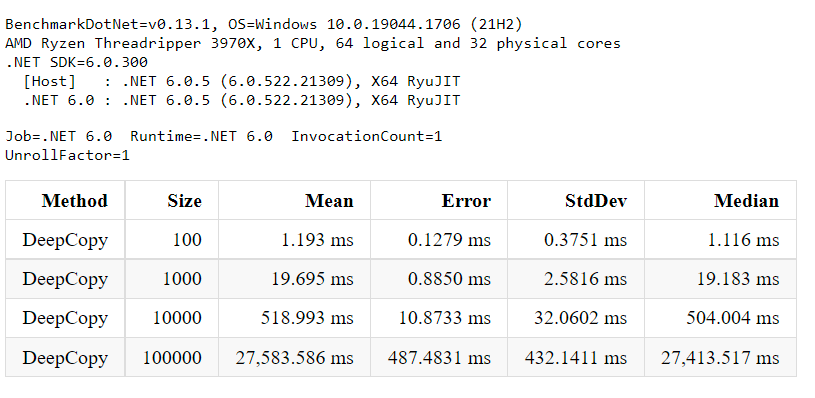 BenchmarkDotNet=v0.13.1, OS=Windows 10.0.19044.1706 (21H2)
AMD Ryzen Threadripper 3970X, 1 CPU, 64 logical and 32 physical cores
.NET SDK=6.0.300
[Host] : .NET 6.0.5 (6.0.522.21309), X64 RyuJIT
.NET 6.0 : .NET 6.0.5 (6.0.522.21309), X64 RyuJIT
Job=.NET 6.0 Runtime=.NET 6.0 InvocationCount=1
UnrollFactor=1
Method Size Mean Error StdDev Median
DeepCopy 100 1.193 ms 0.1279 ms 0.3751 ms 1.116 ms
DeepCopy 1000 19.695 ms 0.8850 ms 2.5816 ms 19.183 ms
DeepCopy 10000 518.993 ms 10.8733 ms 32.0602 ms 504.004 ms
DeepCopy 100000 27,583.586 ms 487.4831 ms 432.1411 ms 27,413.517 ms